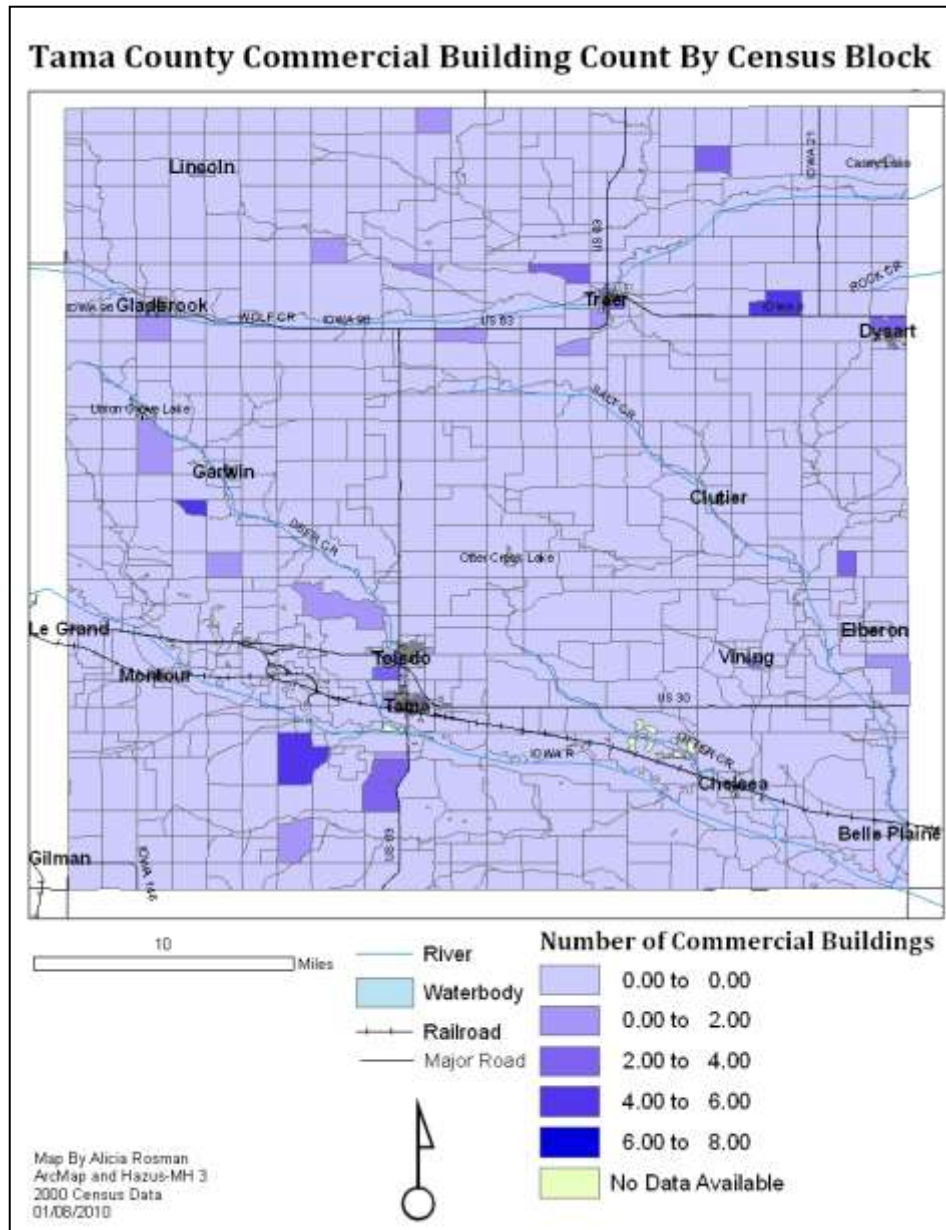 Tama County Commercial Building Count By Census Block
Lincoln
IOWA 21
Casey Lake
US 63
ROCK CR
IOWA 96
Gladbrook
WOLF CR
IOWA 96
US 63
Traer
IOWA 8
Dysart
Union Grove Lake
SALT CR
Garwin
Clutier
DEER CR
Otter Creek Lake
Le Grand
Toledo
Elberon
Vining
Montour
Tama
US 30
IOWA R
OTTER CR
Chelsea
Belle Plaine
US 63
Gilman
IOWA 146
10
Miles
River
Waterbody
Railroad
Major Road
Number of Commercial Buildings
0.00 to 0.00
0.00 to 2.00
2.00 to 4.00
4.00 to 6.00
6.00 to 8.00
No Data Available
Map By Alicia Rosman
ArcMap and Hazus-MH 3
2000 Census Data
01/08/2010